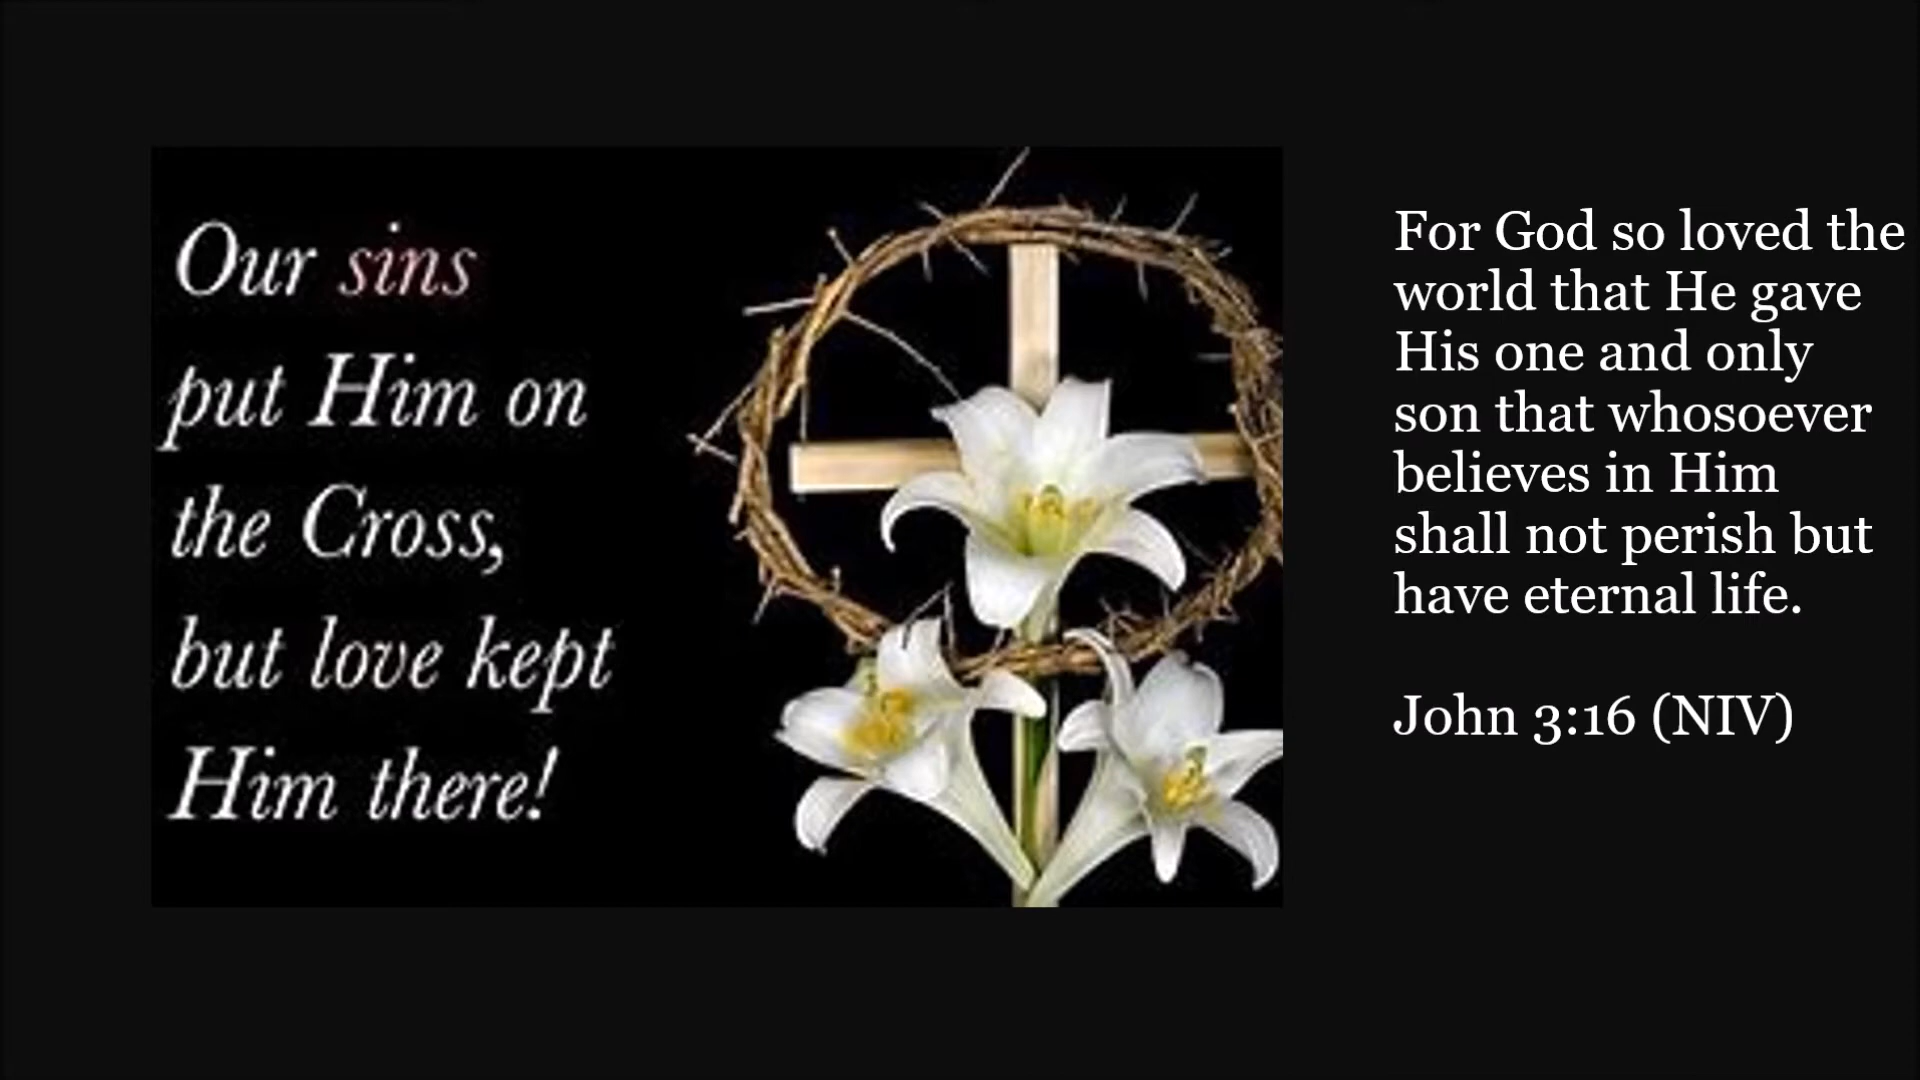 Our sins
put Him on
the Cross,
but love kept
Him there!
For God so loved the
world that He gave
His one and only
son that whosoever
believes in Him
shall not perish but
have eternal life.
John 3:16 (NIV)